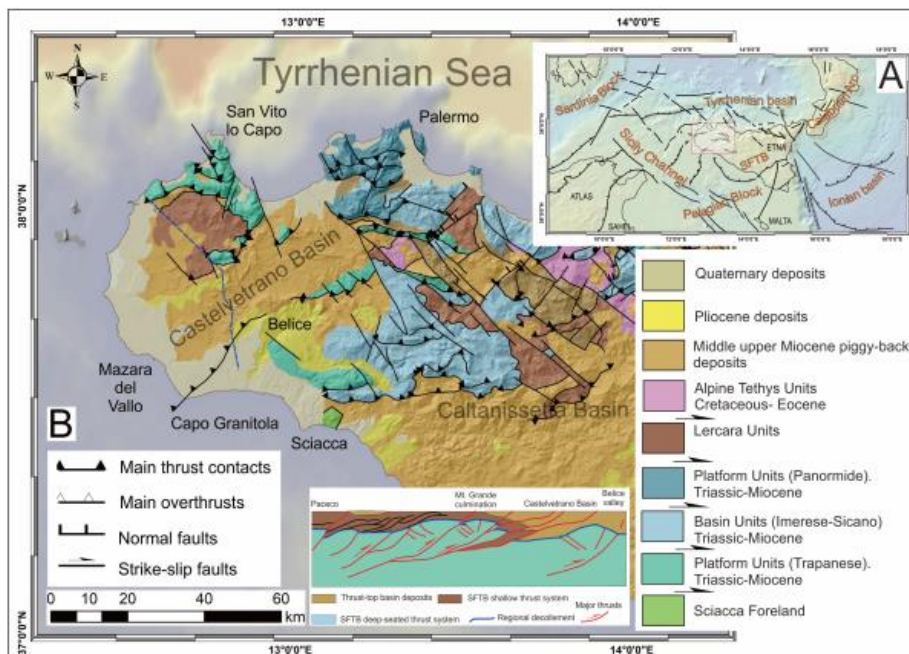 13°0'0"E
14°0'0"E
Tyrrhenian Sea
San Vito
lo Capo
Palermo
A
Sardinia Block
Tyrrhenian basin
Sicily Channel
ETNA
SFTB
ATLAS
Pelagian Block
Ionian basin
MALTA
38°0'0"N
Castelvetrano Basin
Belice
Mazara
del
Vallo
Capo Granitola
Sciacca
Caltanissetta Basin
B
Main thrust contacts
Main overthrusts
Normal faults
Strike-slip faults
0 10 20 40 60
km
Quaternary deposits
Pliocene deposits
Middle upper Miocene piggy-back
deposits
Alpine Tethys Units
Cretaceous- Eocene
Lercara Units
Platform Units (Panormide).
Triassic-Miocene
Basin Units (Imerese-Sicano)
Triassic-Miocene
Platform Units (Trapanese).
Triassic-Miocene
Sciacca Foreland
Paceco
Mt. Grande
culmination
Castelvetrano Basin
Belice
valley
Thrust-top basin deposits
SFTB shallow thrust system
Major thrusts
SFTB deep-seated thrust system
Regional decollement
37°0'0"N
13°0'0"E
14°0'0"E